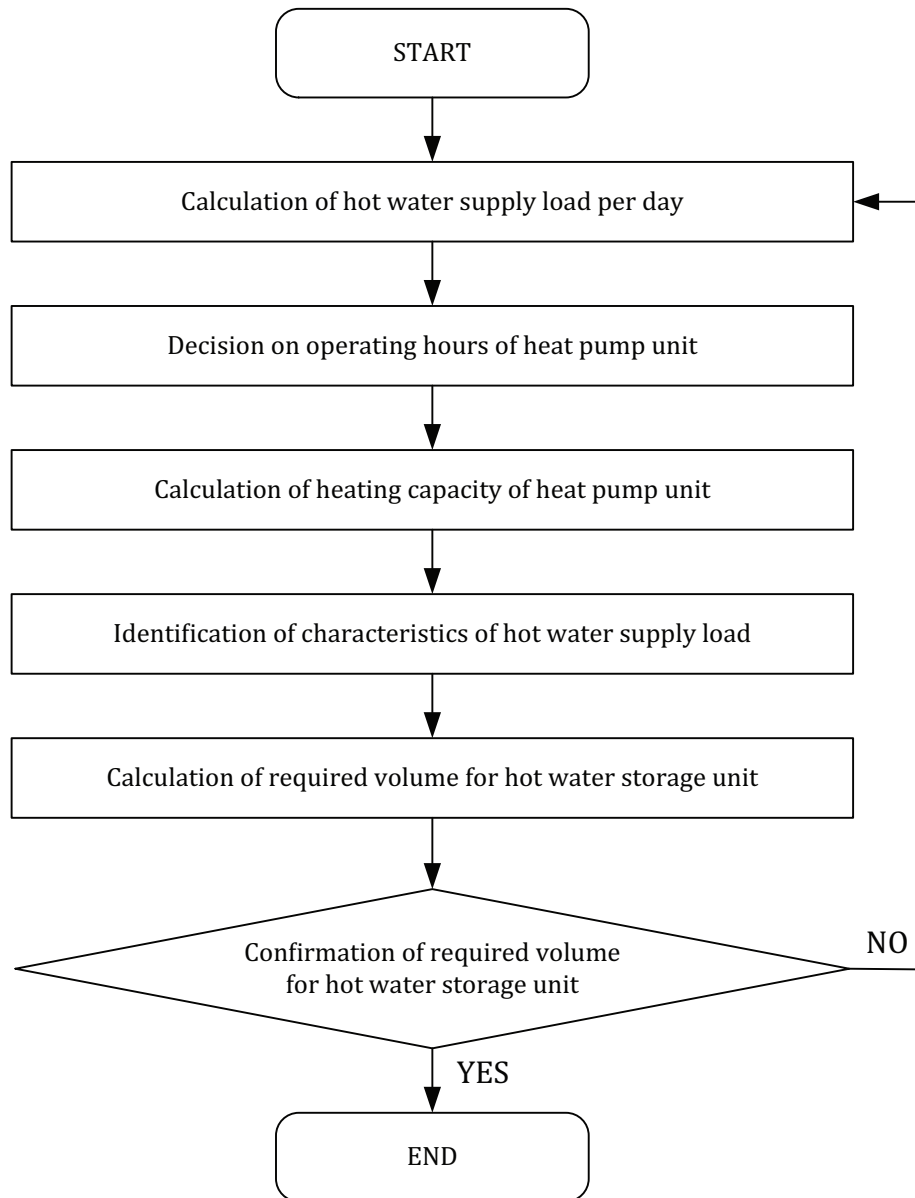 START
Calculation of hot water supply load per day
Decision on operating hours of heat pump unit
Calculation of heating capacity of heat pump unit
Identification of characteristics of hot water supply load
Calculation of required volume for hot water storage unit
Confirmation of required volume
for hot water storage unit
NO
YES
END